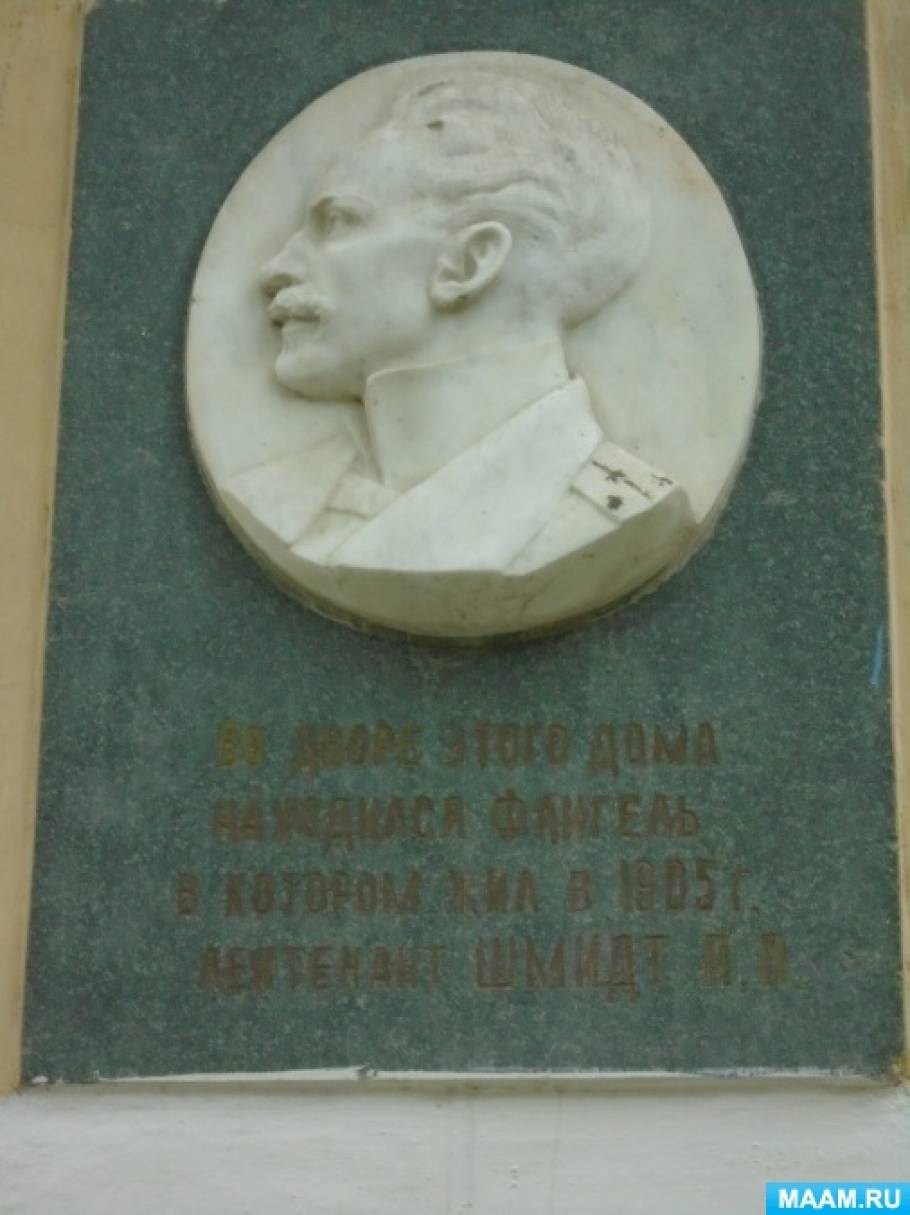 ВО ДВОРЕ ЭТОГО ДОМА
НАХОДИЛСЯ ФЛИГЕЛЬ
В КОТОРОМ ЖИЛ В 1905 г.
ЛЕЙТЕНАНТ ШМИДТ П.П.
MAAM.RU